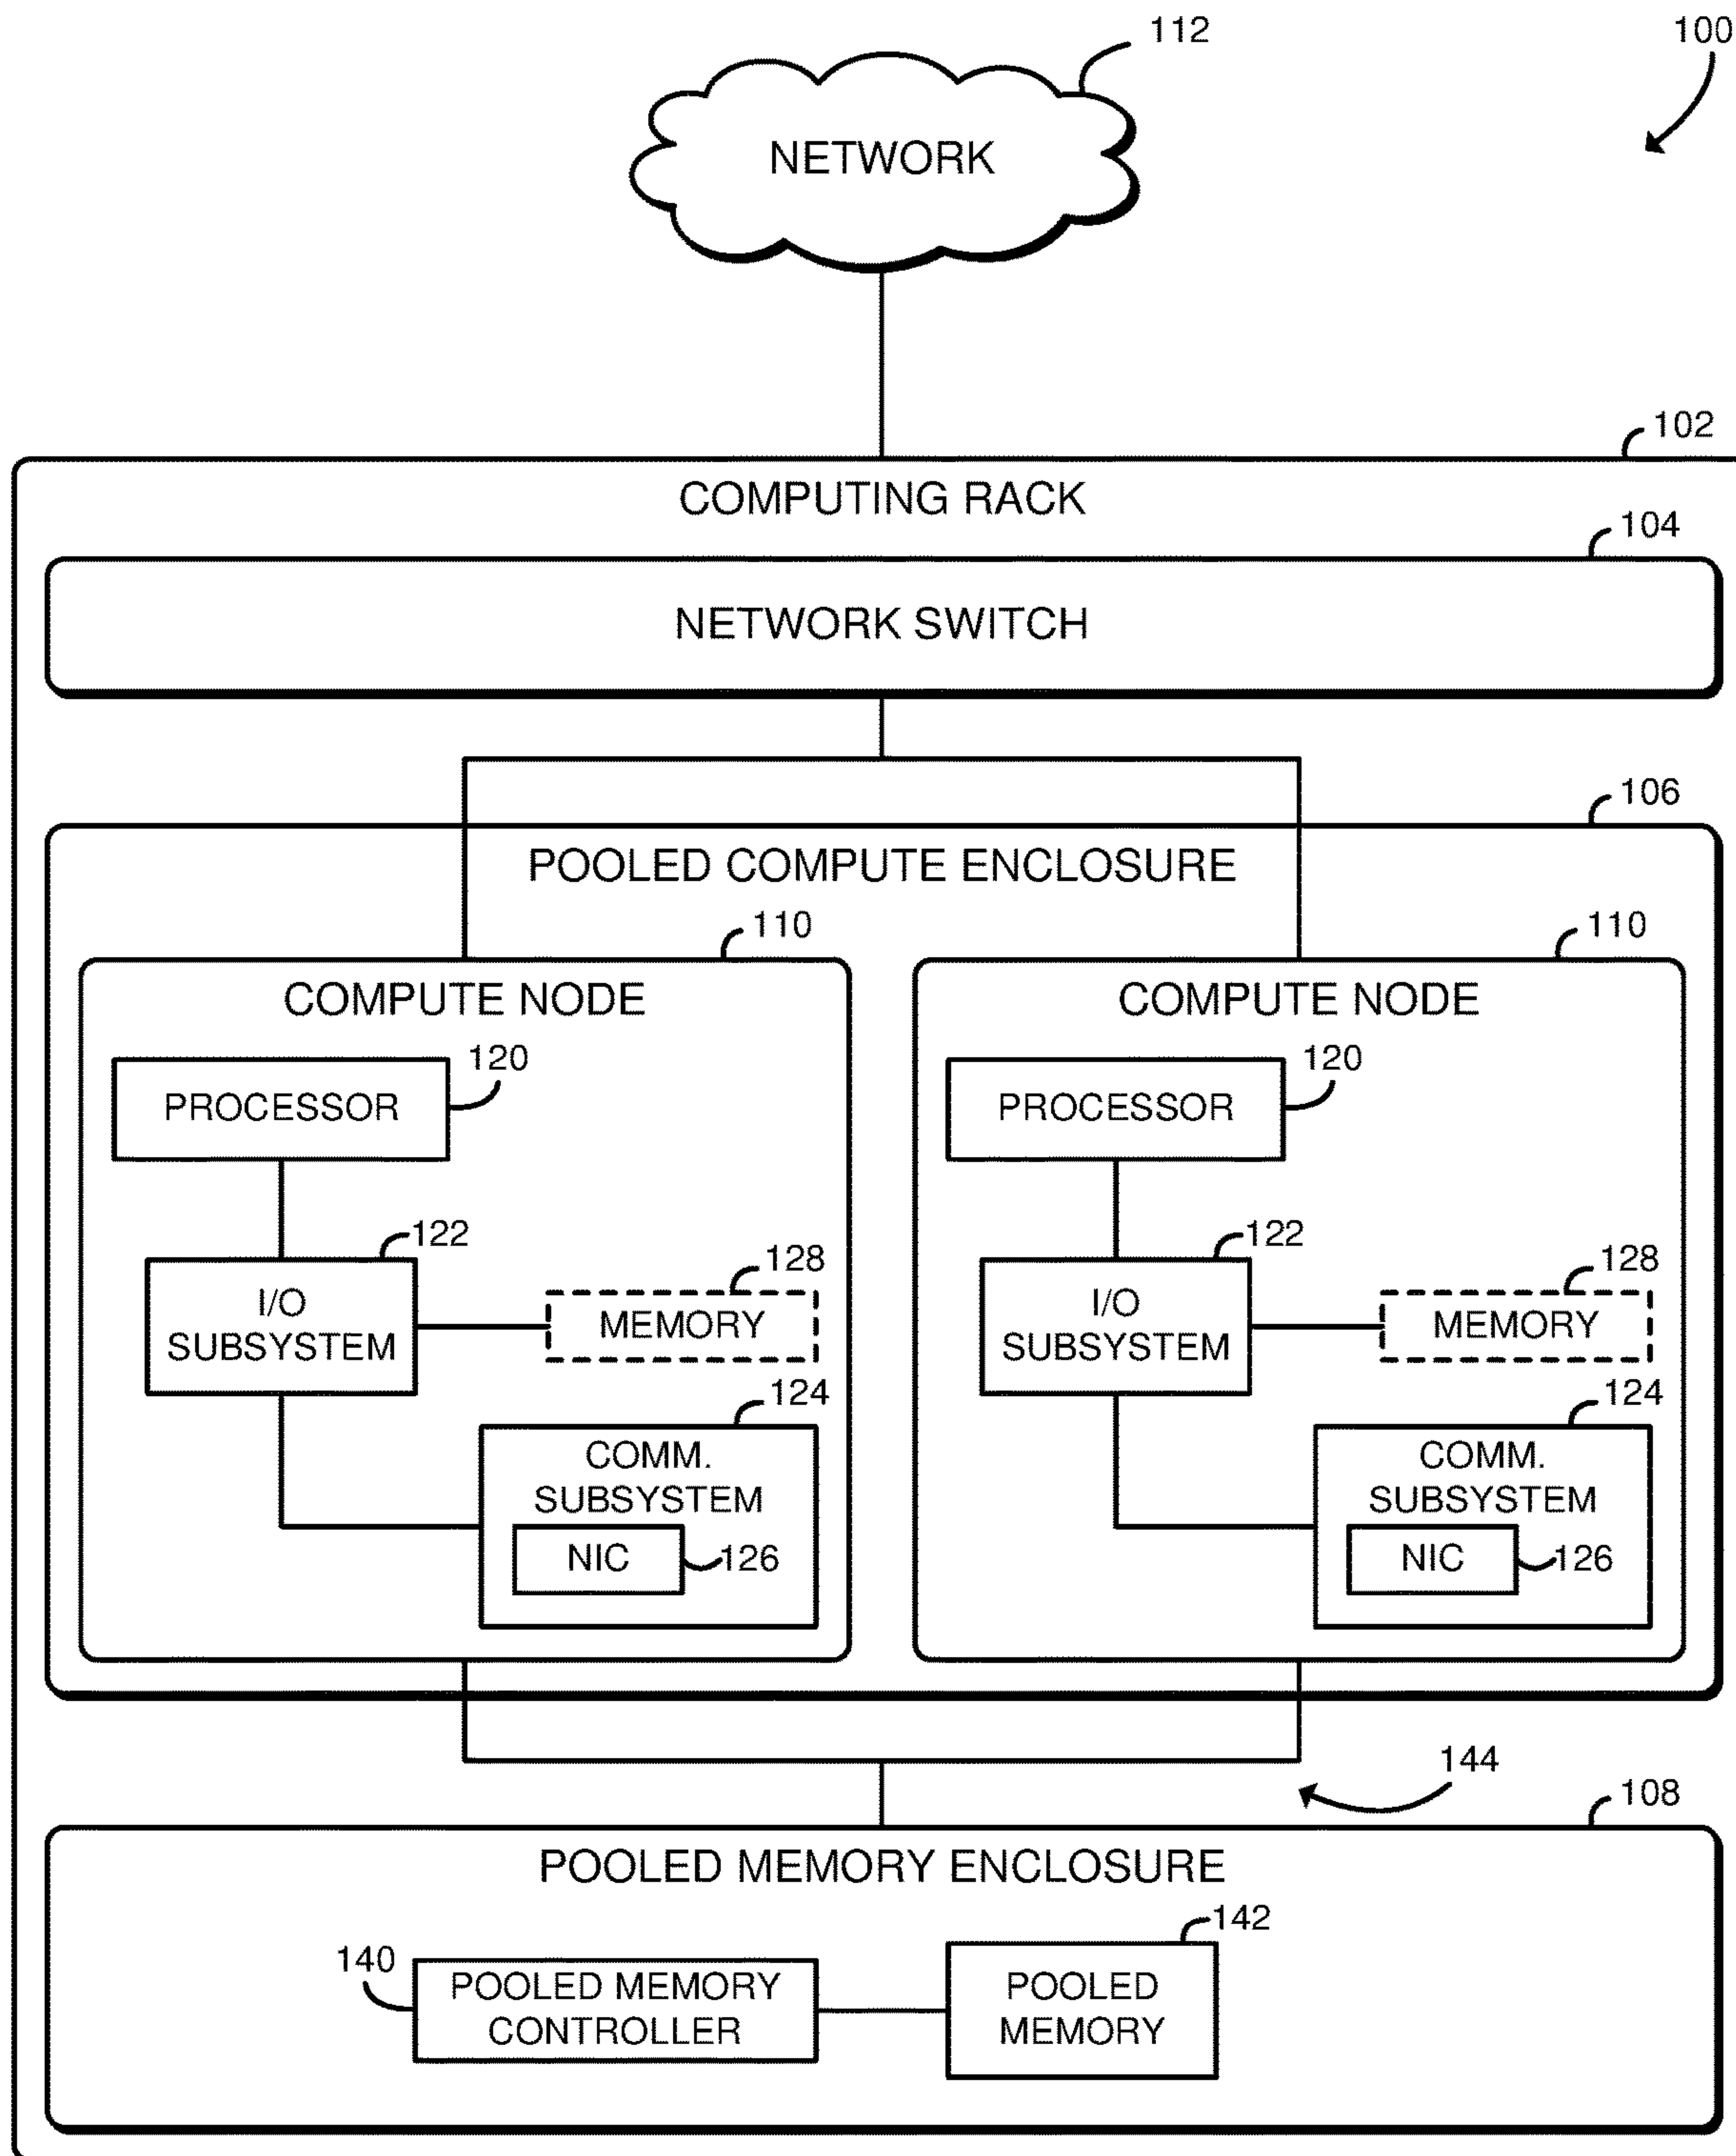 112
100
NETWORK
102
COMPUTING RACK
104
NETWORK SWITCH
106
POOLED COMPUTE ENCLOSURE
110
COMPUTE NODE
120
PROCESSOR
122
I/O
SUBSYSTEM
128
MEMORY
124
COMM.
SUBSYSTEM
NIC
126
110
COMPUTE NODE
120
PROCESSOR
122
I/O
SUBSYSTEM
128
MEMORY
124
COMM.
SUBSYSTEM
NIC
126
144
108
POOLED MEMORY ENCLOSURE
140
POOLED MEMORY
CONTROLLER
142
POOLED
MEMORY